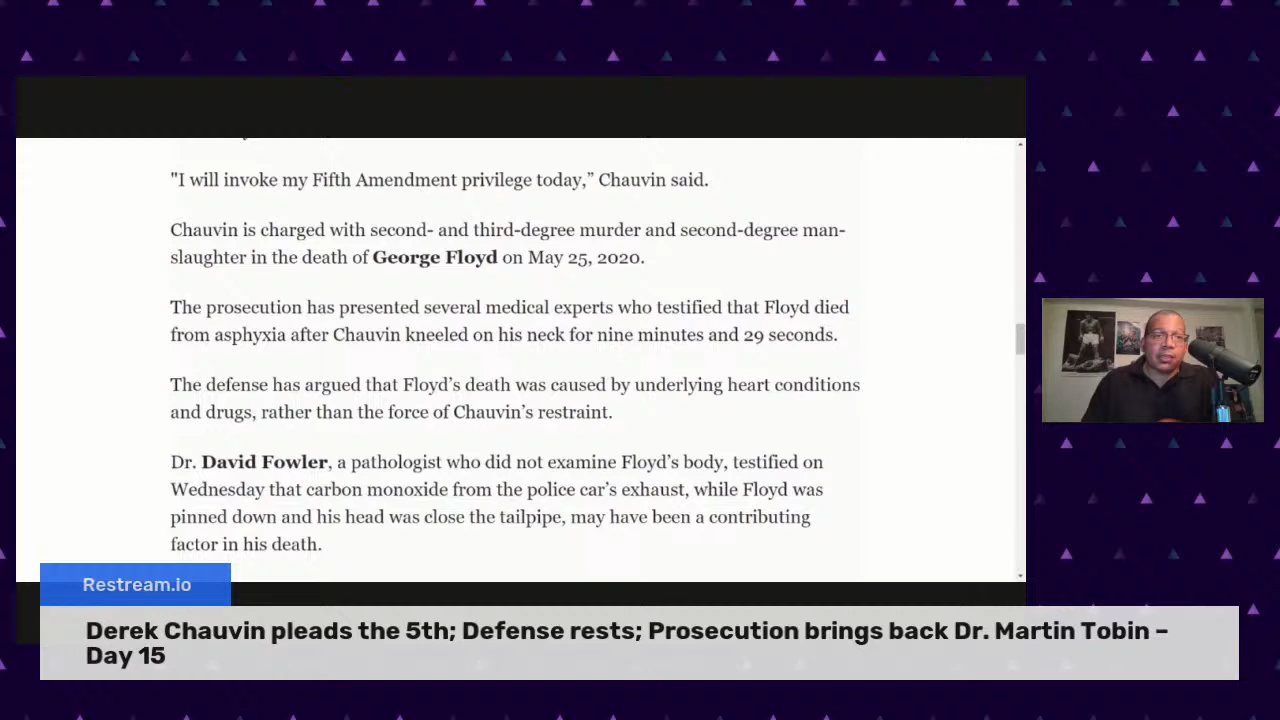 "I will invoke my Fifth Amendment privilege today,” Chauvin said.
Chauvin is charged with second- and third-degree murder and second-degree man-
slaughter in the death of George Floyd on May 25, 2020.
The prosecution has presented several medical experts who testified that Floyd died
from asphyxia after Chauvin kneeled on his neck for nine minutes and 29 seconds.
The defense has argued that Floyd’s death was caused by underlying heart conditions
and drugs, rather than the force of Chauvin’s restraint.
Dr. David Fowler, a pathologist who did not examine Floyd’s body, testified on
Wednesday that carbon monoxide from the police car’s exhaust, while Floyd was
pinned down and his head was close the tailpipe, may have been a contributing
factor in his death.
Restream.io
Derek Chauvin pleads the 5th; Defense rests; Prosecution brings back Dr. Martin Tobin –
Day 15